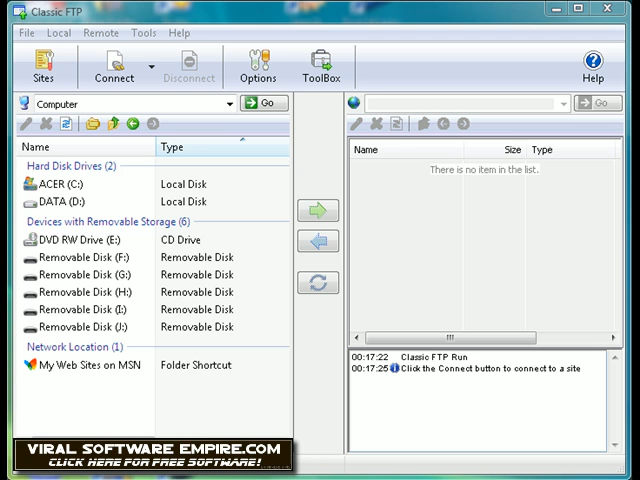 Classic FTP
File Local Remote Tools Help
Sites Connect Disconnect Options ToolBox Help
Computer Go
Go
Name Type
Hard Disk Drives (2)
ACER (C:) Local Disk
DATA (D:) Local Disk
Devices with Removable Storage (6)
DVD RW Drive (E:) CD Drive
Removable Disk (F:) Removable Disk
Removable Disk (G:) Removable Disk
Removable Disk (H:) Removable Disk
Removable Disk (I:) Removable Disk
Removable Disk (J:) Removable Disk
Network Location (1)
My Web Sites on MSN Folder Shortcut
Name Size Type
There is no item in the list.
00:17:22 Classic FTP Run
00:17:25 Click the Connect button to connect to a site
VIRAL SOFTWARE EMPIRE.COM
CLICK HERE FOR FREE SOFTWARE!